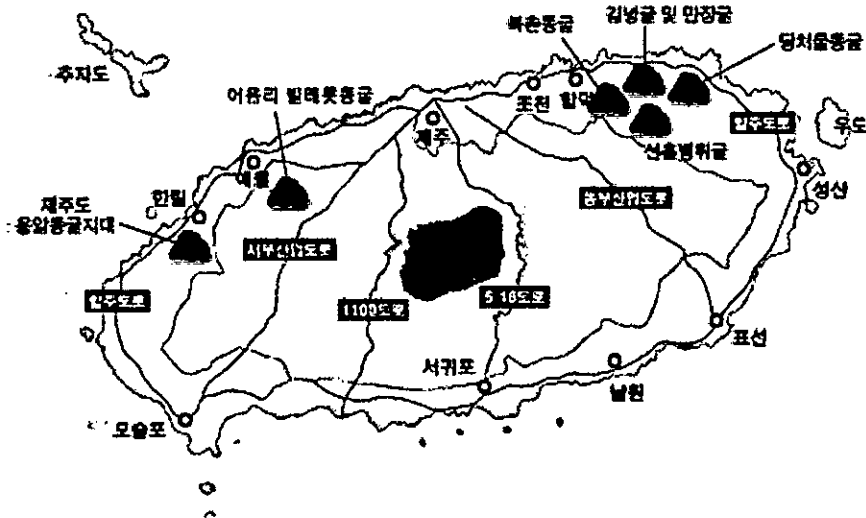 김녕굴 및 만장굴
북촌동굴
당처물동굴
추자도
어음리 빌레못동굴
조천
함덕
제주
일주도로
우도
선흘벵뒤굴
애월
한림
성산
제주도
용암동굴지대
동부산업도로
서부산업도로
일주도로
1100도로
5·16도로
표선
서귀포
남원
모슬포